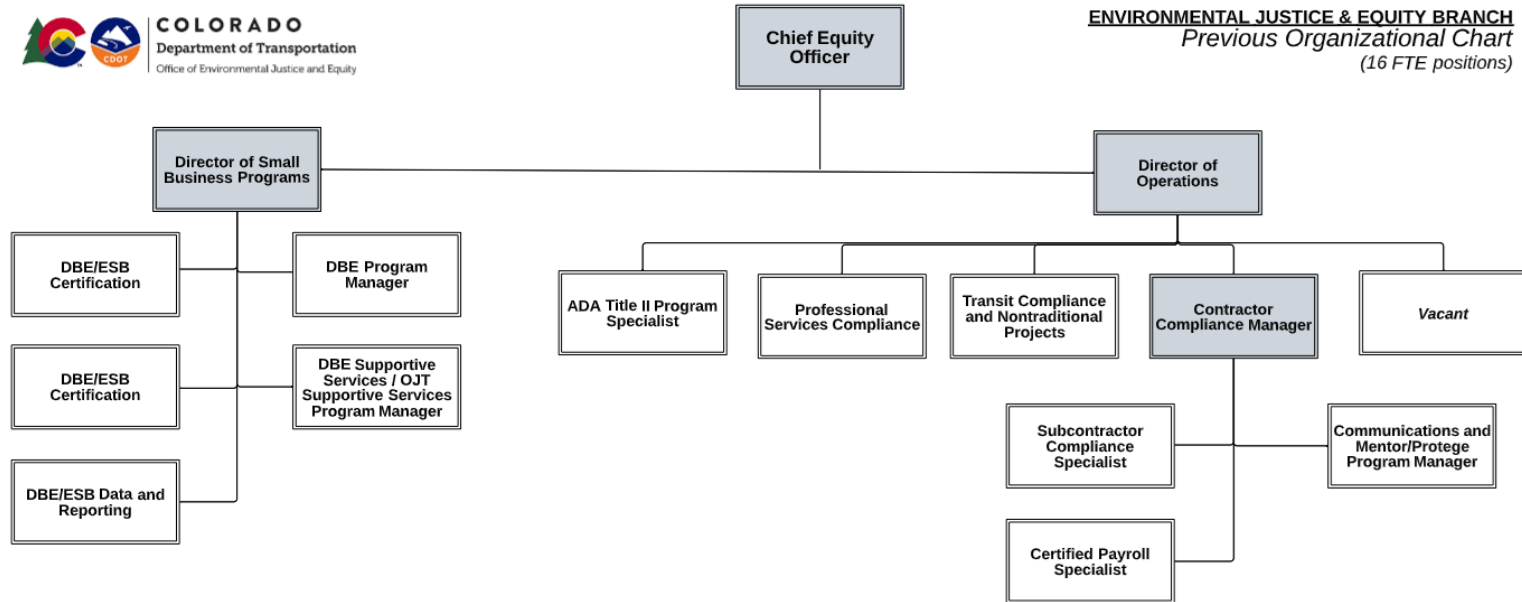 COLORADO
Department of Transportation
Office of Environmental Justice and Equity
CDOT
TM
ENVIRONMENTAL JUSTICE & EQUITY BRANCH
Previous Organizational Chart
(16 FTE positions)
Chief Equity
Officer
Director of Small
Business Programs
Director of
Operations
DBE/ESB
Certification
DBE Program
Manager
DBE/ESB
Certification
DBE Supportive
Services / OJT
Supportive Services
Program Manager
DBE/ESB Data and
Reporting
ADA Title II Program
Specialist
Professional
Services Compliance
Transit Compliance
and Nontraditional
Projects
Contractor
Compliance Manager
Vacant
Subcontractor
Compliance
Specialist
Communications and
Mentor/Protege
Program Manager
Certified Payroll
Specialist